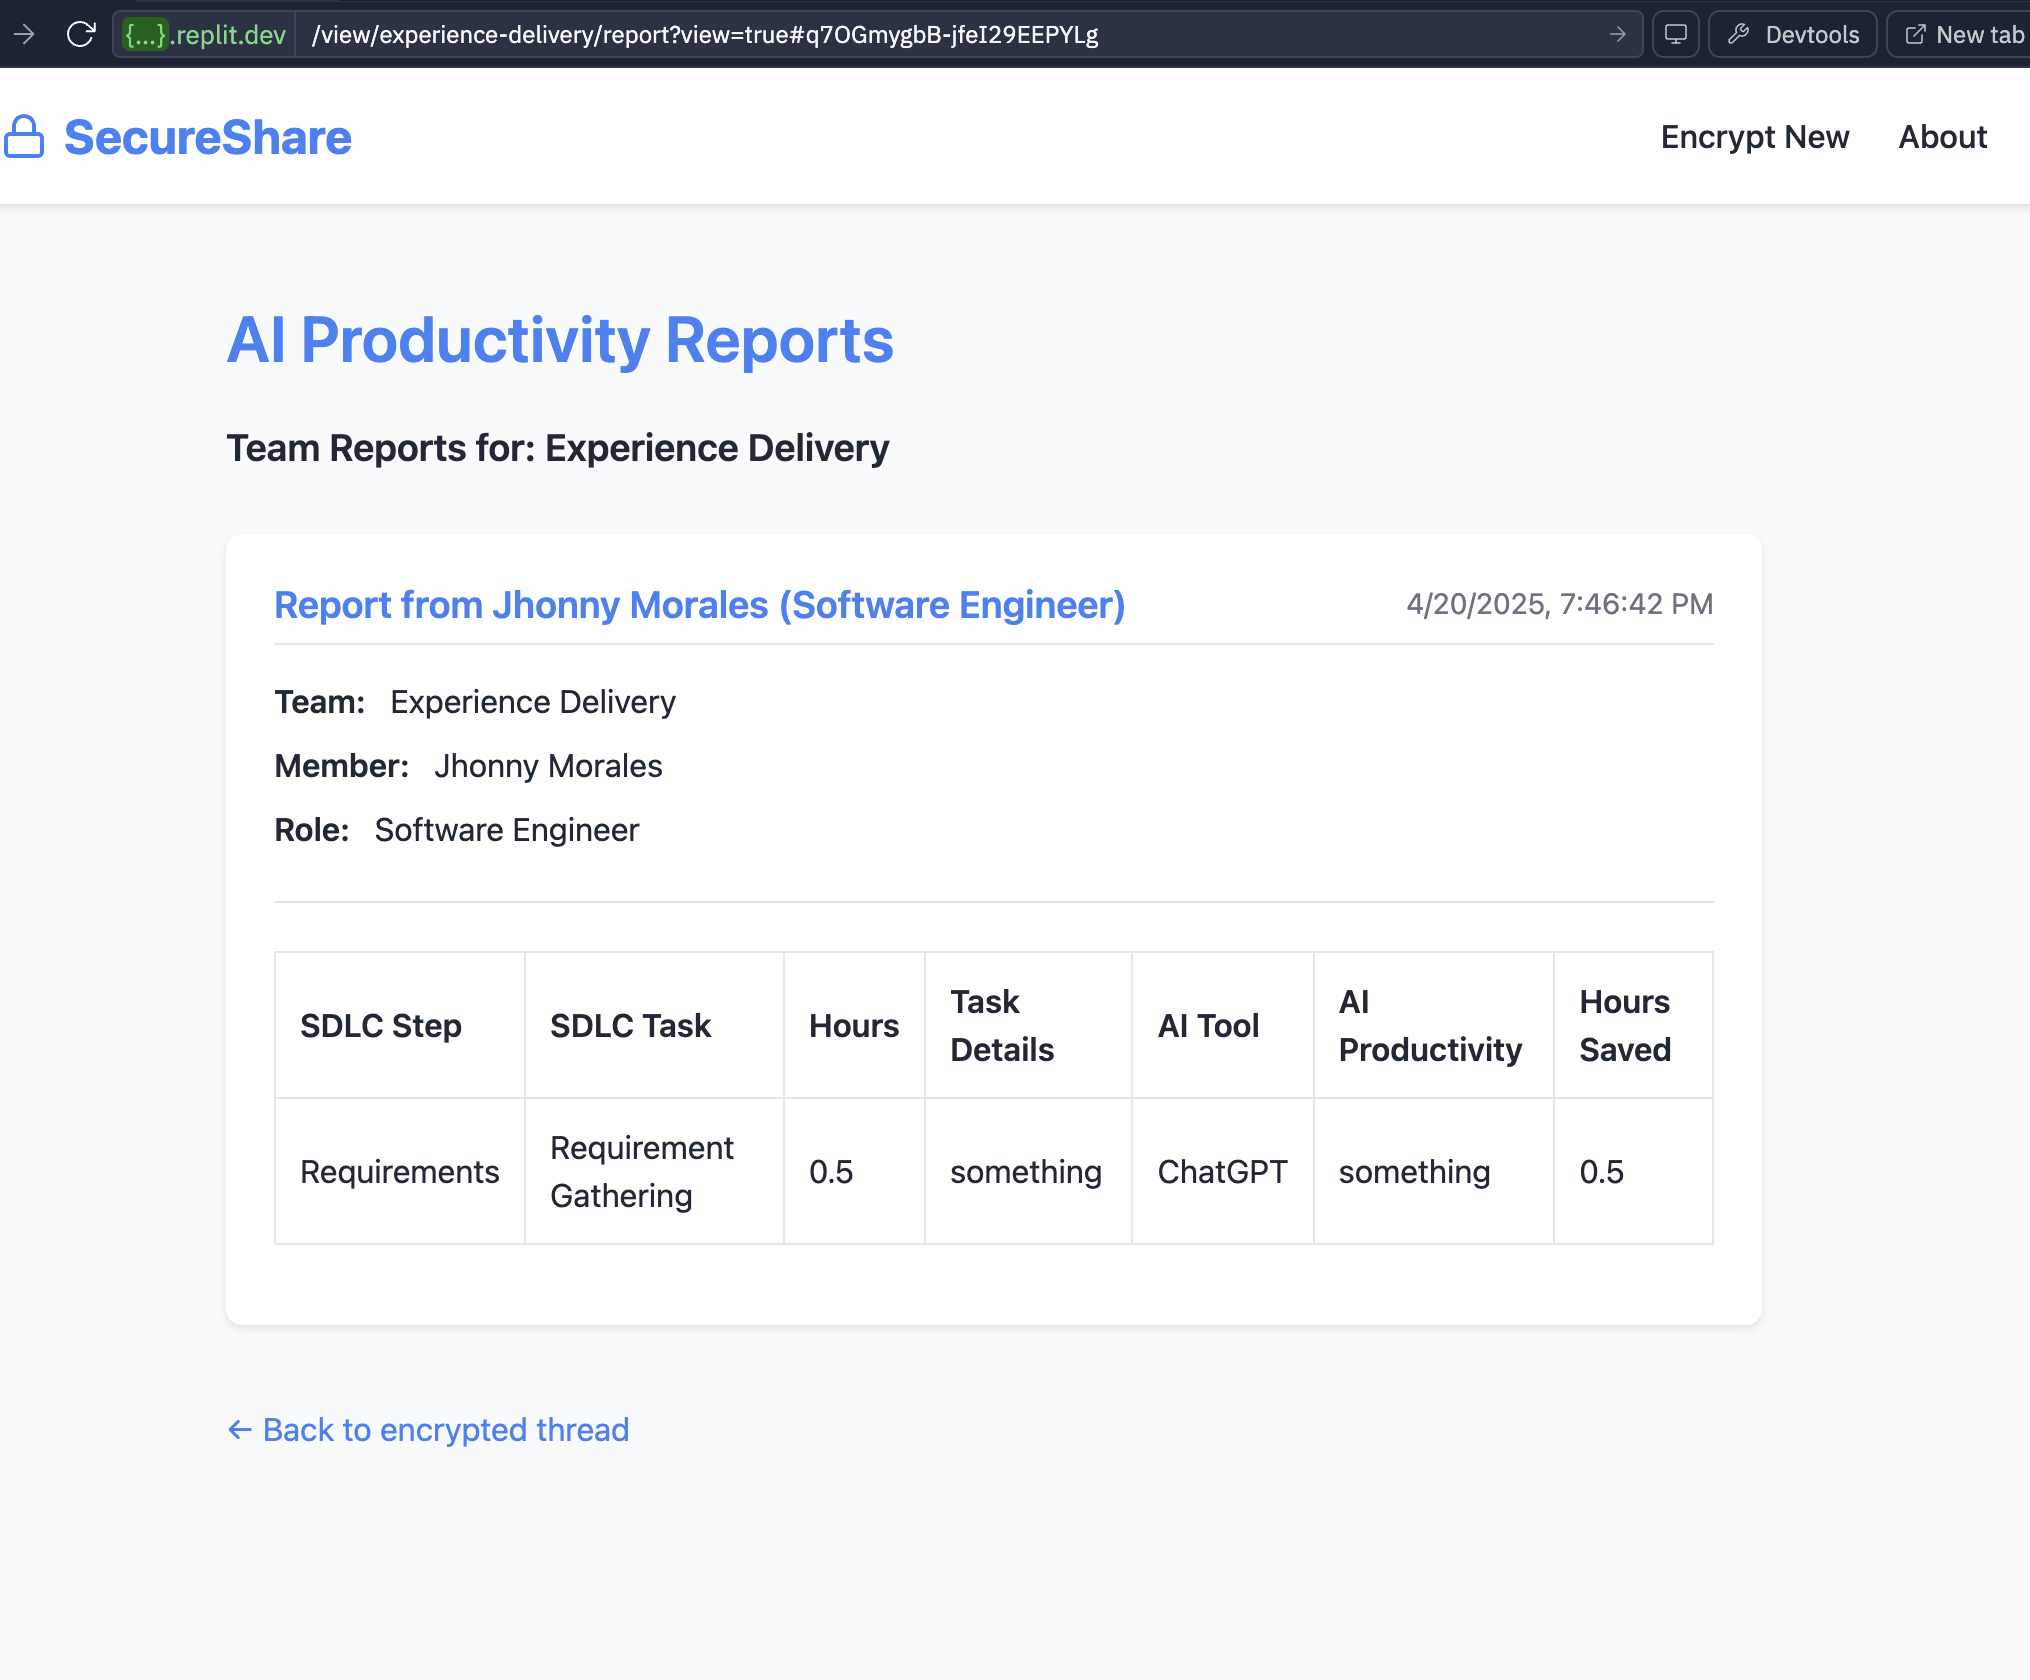 {...}.replit.dev /view/experience-delivery/report?view=true#q7OGmygbB-jfeI29EEPYLg Devtools New tab
SecureShare Encrypt New About
AI Productivity Reports
Team Reports for: Experience Delivery
Report from Jhonny Morales (Software Engineer) 4/20/2025, 7:46:42 PM
Team: Experience Delivery
Member: Jhonny Morales
Role: Software Engineer
SDLC Step SDLC Task Hours Task Details AI Tool AI Productivity Hours Saved
Requirements Requirement Gathering 0.5 something ChatGPT something 0.5
← Back to encrypted thread